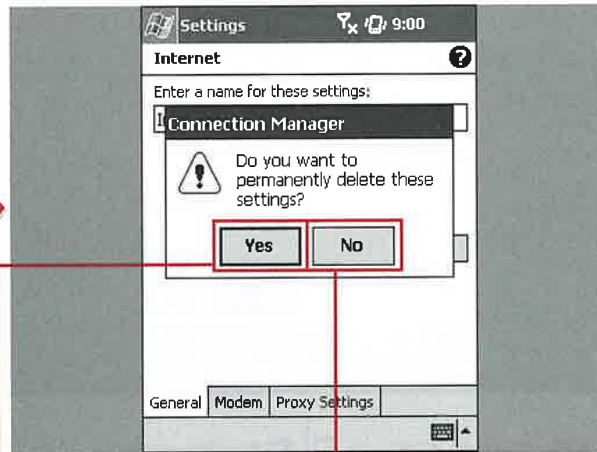 Settings 9:00
Internet
Enter a name for these settings:
Connection Manager
Do you want to
permanently delete these
settings?
Yes No
General Modem Proxy Settings